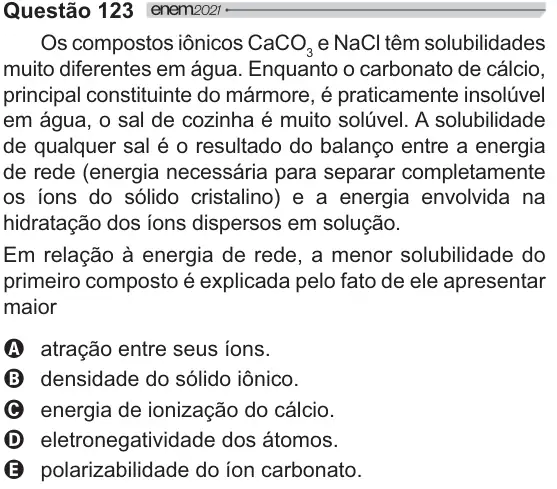 Questão 123 enem2021
Os compostos iônicos CaCO₃ e NaCl têm solubilidades
muito diferentes em água. Enquanto o carbonato de cálcio,
principal constituinte do mármore, é praticamente insolúvel
em água, o sal de cozinha é muito solúvel. A solubilidade
de qualquer sal é o resultado do balanço entre a energia
de rede (energia necessária para separar completamente
os íons do sólido cristalino) e a energia envolvida na
hidratação dos íons dispersos em solução.
Em relação à energia de rede, a menor solubilidade do
primeiro composto é explicada pelo fato de ele apresentar
maior
A atração entre seus íons.
B densidade do sólido iônico.
C energia de ionização do cálcio.
D eletronegatividade dos átomos.
E polarizabilidade do íon carbonato.